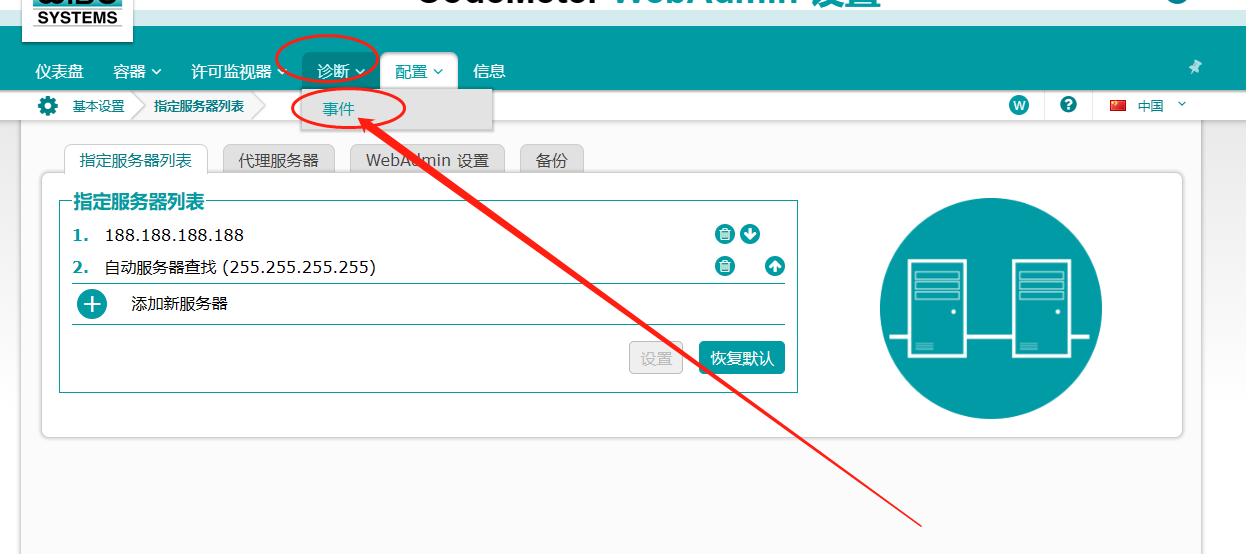 SYSTEMS
仪表盘 容器 许可监视器 诊断 配置 信息
基本设置 指定服务器列表 事件 W ? 中国
指定服务器列表 代理服务器 WebAdmin 设置 备份
指定服务器列表
1. 188.188.188.188
2. 自动服务器查找 (255.255.255.255)
添加新服务器
设置 恢复默认